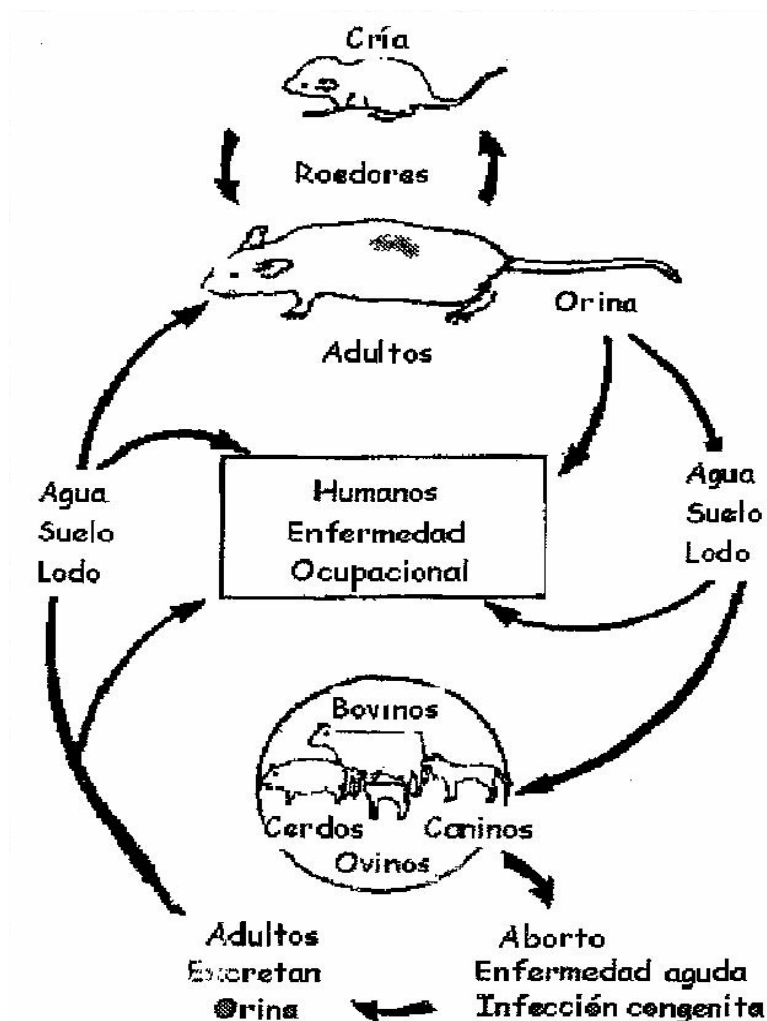 Cría
Roedores
Orina
Adultos
Agua
Suelo
Lodo
Humanos
Enfermedad
Ocupacional
Agua
Suelo
Lodo
Bovinos
Cerdos
Caninos
Ovinos
Adultos
Excretan
Orina
Aborto
Enfermedad aguda
Infección congenita